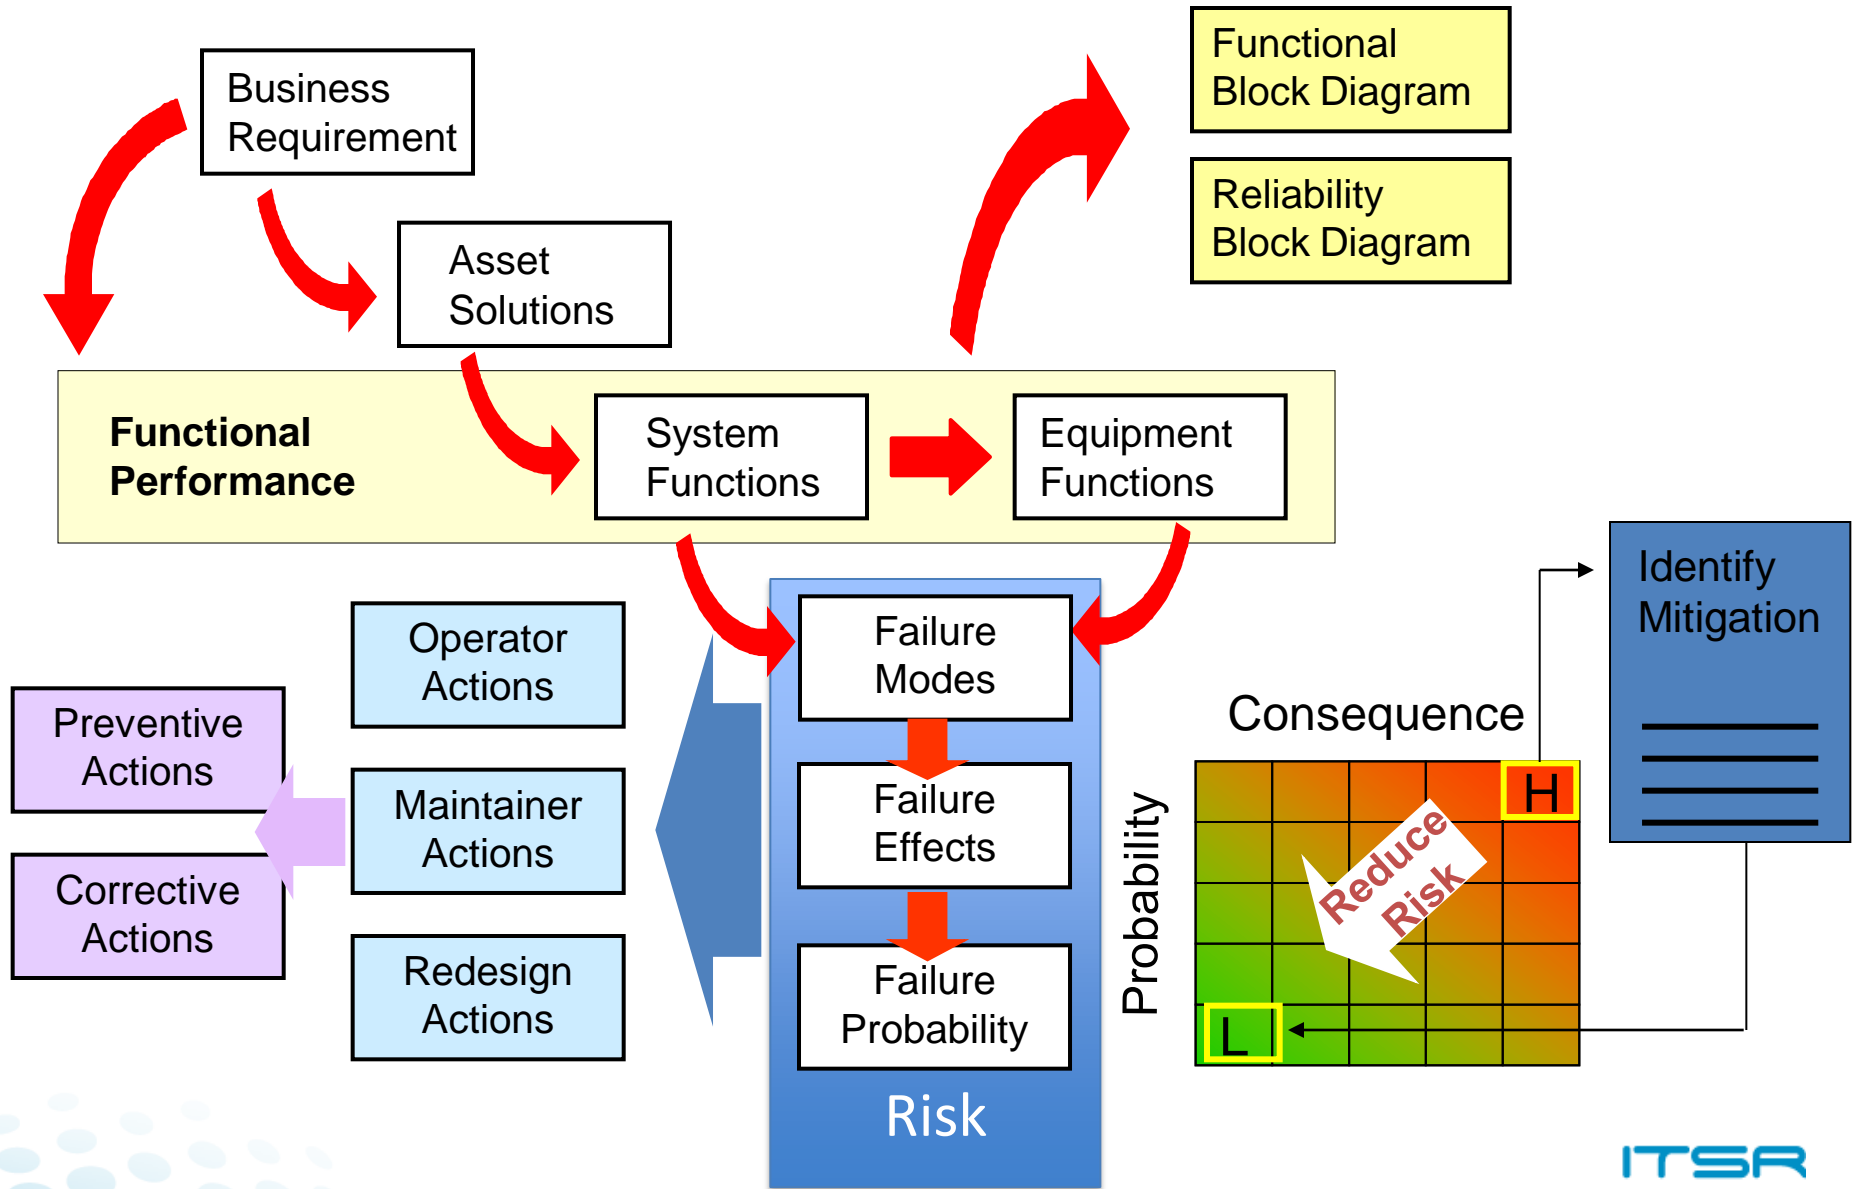 Business
Requirement
Functional
Block Diagram
Reliability
Block Diagram
Asset
Solutions
Functional
Performance
System
Functions
Equipment
Functions
Identify
Mitigation
Operator
Actions
Failure
Modes
Preventive
Actions
Maintainer
Actions
Failure
Effects
Corrective
Actions
Redesign
Actions
Failure
Probability
Risk
Consequence
Probability
H
Reduce
Risk
L
ITSR